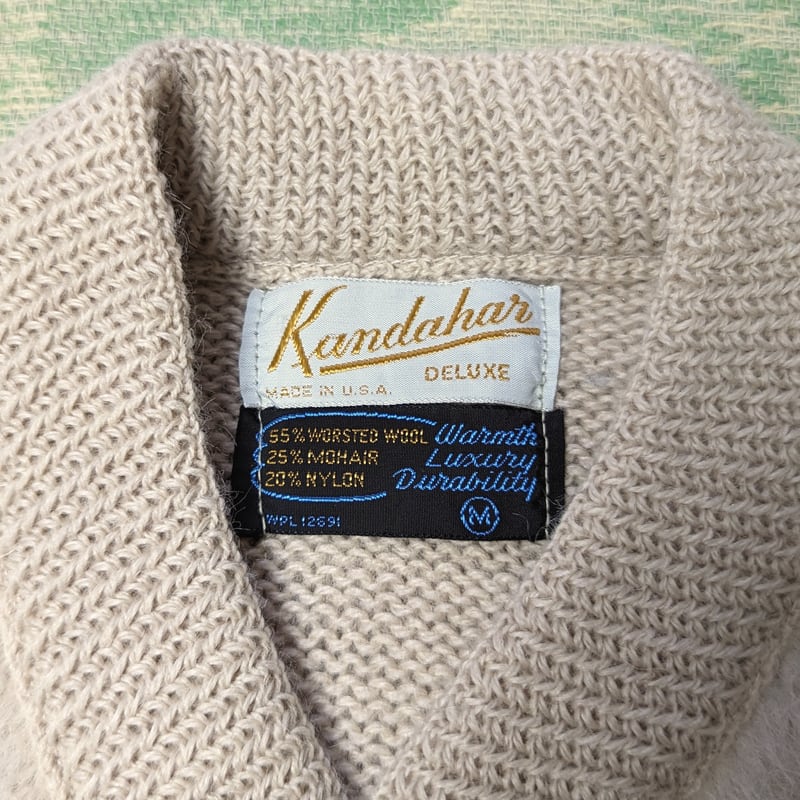 Kandahar
DELUXE
MADE IN U.S.A.
55% WORSTED WOOL Warmth
25% MOHAIR Luxury
20% NYLON Durability
WPL 12691
M